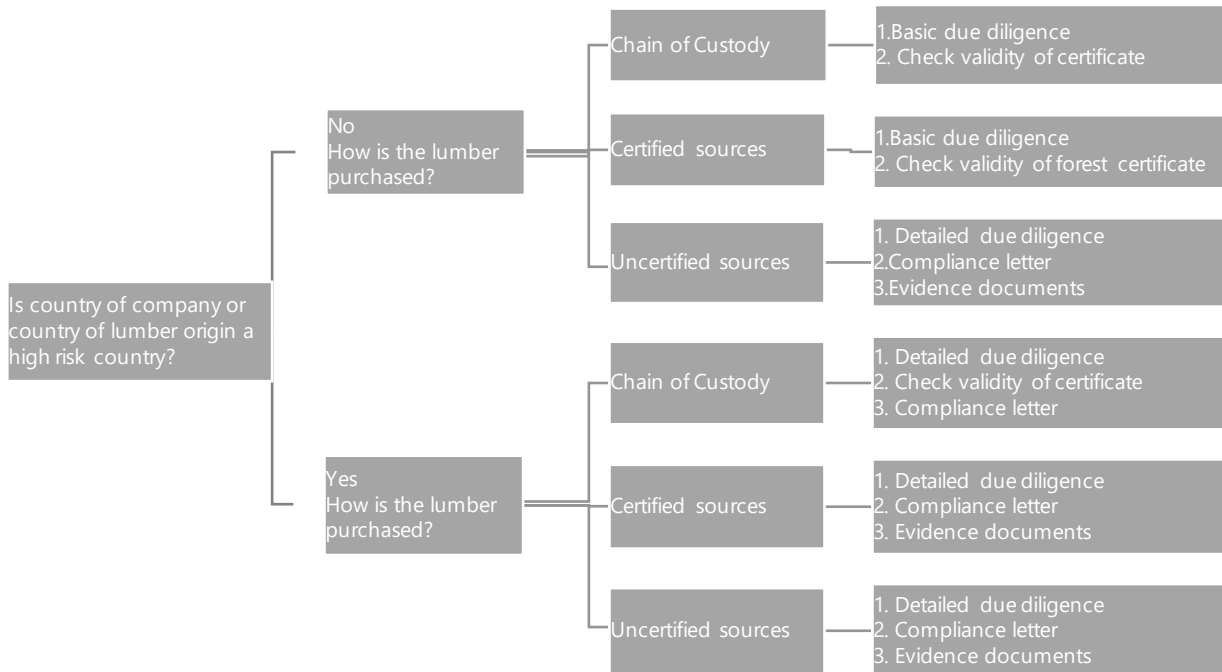 Is country of company or
country of lumber origin a
high risk country?
No
How is the lumber
purchased?
Chain of Custody
1.Basic due diligence
2. Check validity of certificate
Certified sources
1.Basic due diligence
2. Check validity of forest certificate
Uncertified sources
1. Detailed due diligence
2.Compliance letter
3.Evidence documents
Yes
How is the lumber
purchased?
Chain of Custody
1. Detailed due diligence
2. Check validity of certificate
3. Compliance letter
Certified sources
1. Detailed due diligence
2. Compliance letter
3. Evidence documents
Uncertified sources
1. Detailed due diligence
2. Compliance letter
3. Evidence documents